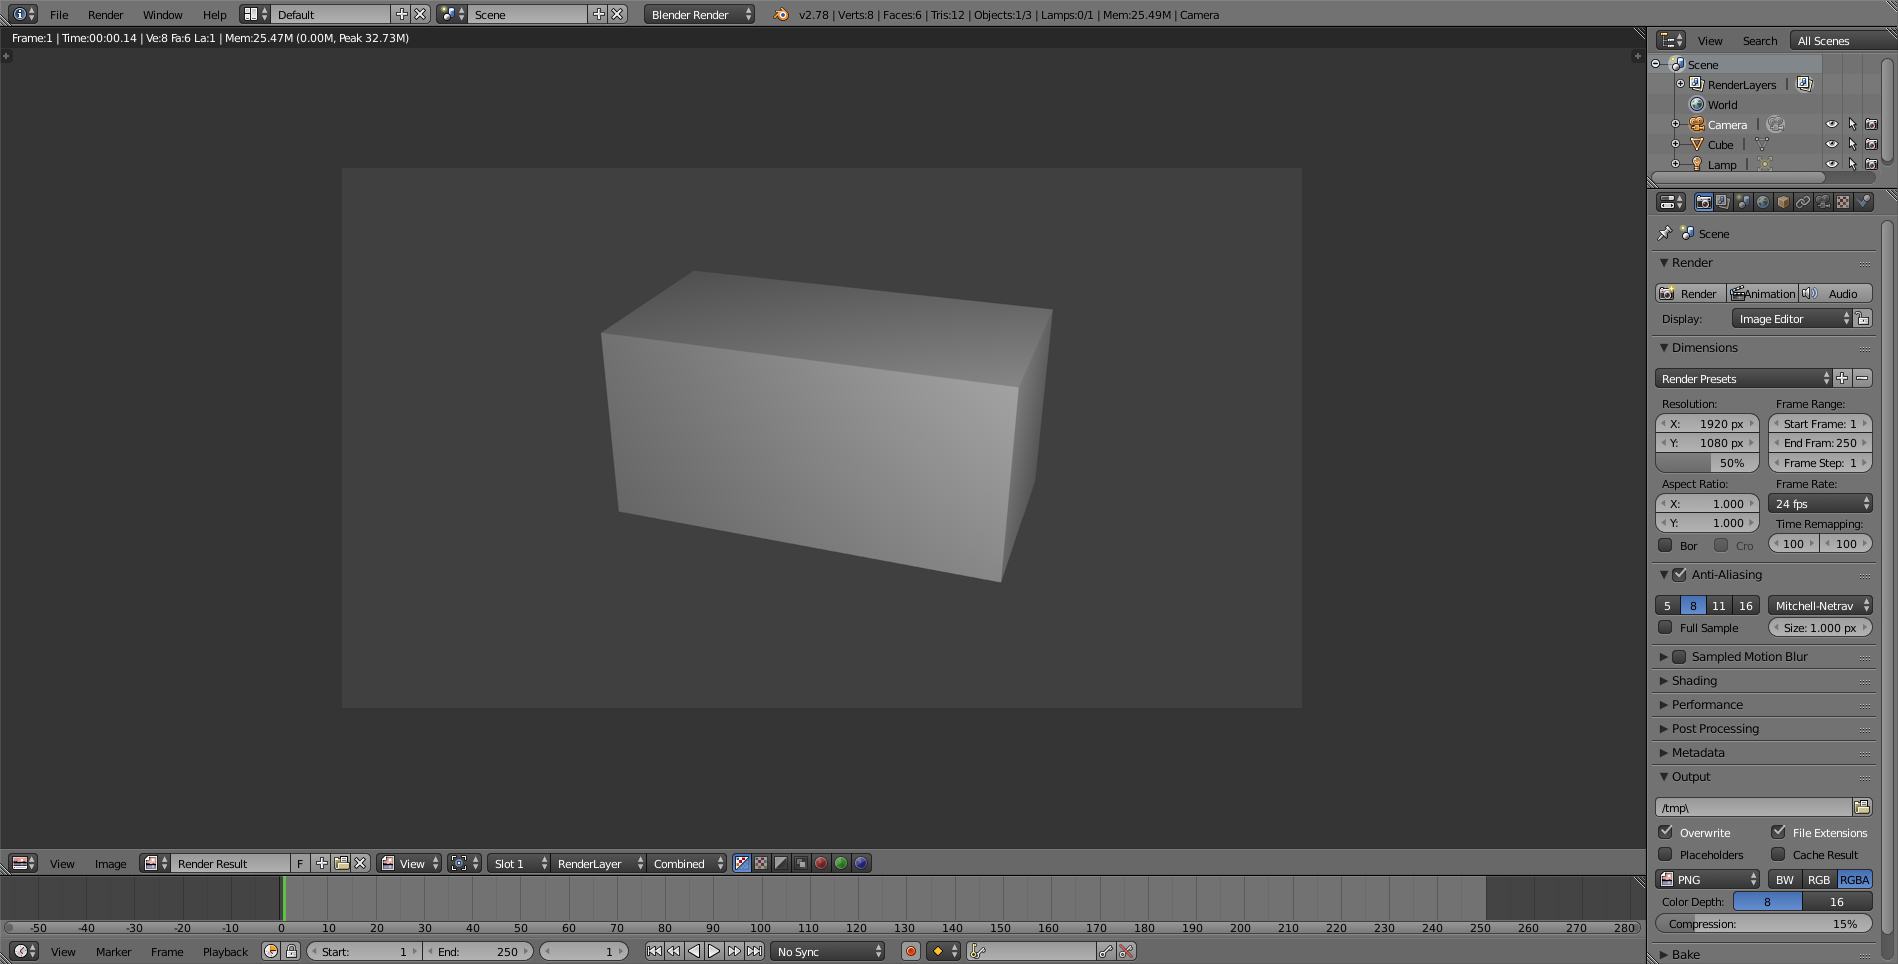 File Render Window Help Default Scene Blender Render v2.78 | Verts:8 | Faces:6 | Tris:12 | Objects:1/3 | Lamps:0/1 | Mem:25.49M | Camera
Frame:1 | Time:00:00.14 | Ve:8 Fa:6 La:1 | Mem:25.47M (0.00M, Peak 32.73M)
View Search All Scenes
Scene
RenderLayers
World
Camera
Cube
Lamp
Scene
Render
Render Animation Audio
Display: Image Editor
Dimensions
Render Presets
Resolution: Frame Range:
X: 1920 px Start Frame: 1
Y: 1080 px End Fram: 250
50% Frame Step: 1
Aspect Ratio: Frame Rate:
X: 1.000 24 fps
Y: 1.000 Time Remapping:
Bor Cro 100 100
Anti-Aliasing
5 8 11 16 Mitchell-Netrav
Full Sample Size: 1.000 px
Sampled Motion Blur
Shading
Performance
Post Processing
Metadata
Output
/tmp\
Overwrite File Extensions
Placeholders Cache Result
PNG BW RGB RGBA
Color Depth: 8 16
Compression: 15%
Bake
View Image Render Result F View Slot 1 RenderLayer Combined
-50 -40 -30 -20 -10 0 10 20 30 40 50 60 70 80 90 100 110 120 130 140 150 160 170 180 190 200 210 220 230 240 250 260 270 280
View Marker Frame Playback Start: 1 End: 250 1 No Sync